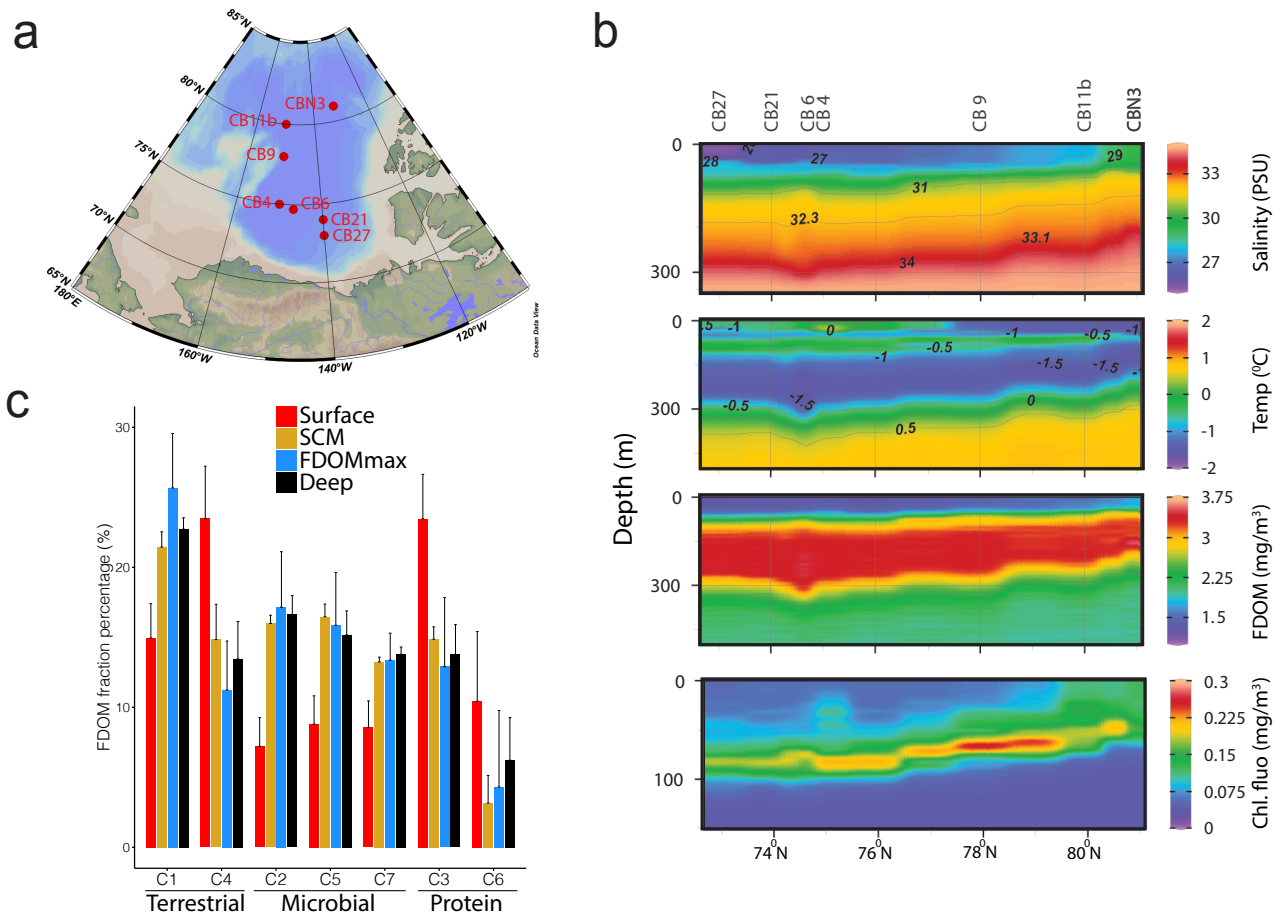 a
85°N
80°N
75°N
70°N
65°N
180°E
160°W
140°W
120°W
CBN3
CB11b
CB9
CB4
CB6
CB21
CB27
Ocean Data View
b
CB27
CB21
CB 6
CB 4
CB 9
CB11b
CBN3
0
300
28
27
29
31
32.3
33.1
34
33
30
27
Salinity (PSU)
0
300
.5
-1
0
-1
-0.5
-1
-0.5
-1
-1.5
-1.5
-1.5
-0.5
0
0.5
2
1
0
-1
-2
Temp (⁰C)
Depth (m)
0
300
3.75
3
2.25
1.5
FDOM (mg/m³)
0
100
0.3
0.225
0.15
0.075
0
Chl. fluo (mg/m³)
74°N
76°N
78°N
80°N
c
Surface
SCM
FDOMmax
Deep
FDOM fraction percentage (%)
30
20
10
0
C1
C4
C2
C5
C7
C3
C6
Terrestrial
Microbial
Protein